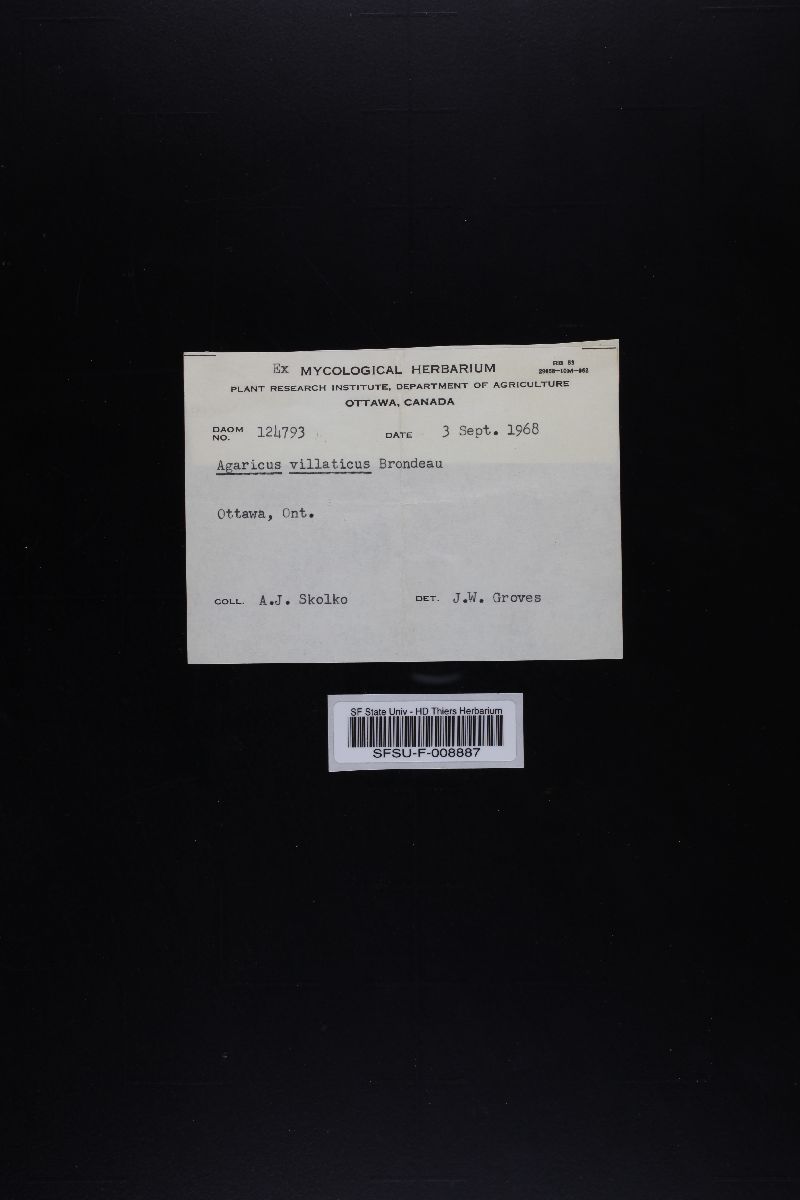 Ex MYCOLOGICAL HERBARIUM
PLANT RESEARCH INSTITUTE, DEPARTMENT OF AGRICULTURE
OTTAWA, CANADA
DAOM NO. 124793 DATE 3 Sept. 1968
Agaricus villaticus Brondeau
Ottawa, Ont.
COLL. A.J. Skolko DET. J.W. Groves
SF State Univ - HD Thiers Herbarium
SFSU-F-008887